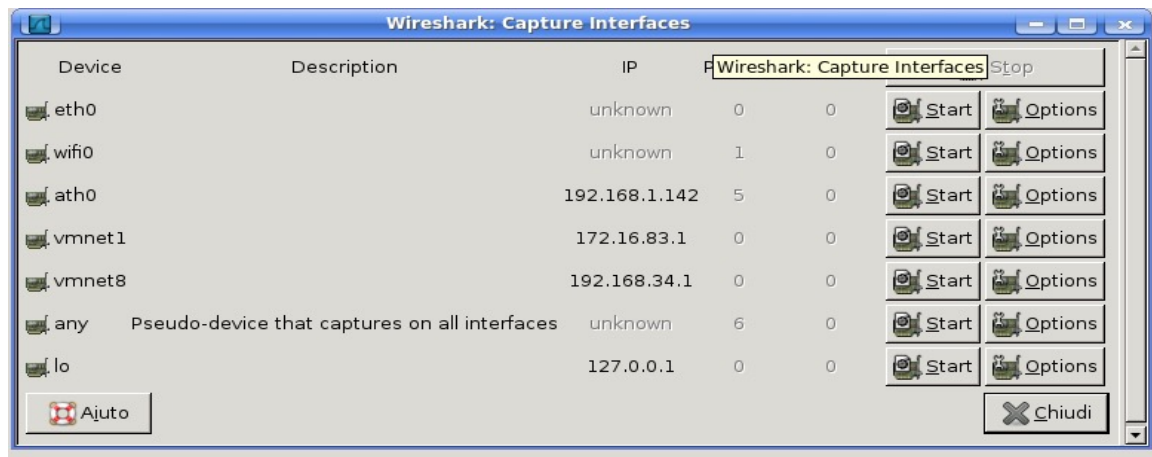 Wireshark: Capture Interfaces
Device Description IP P Wireshark: Capture Interfaces Stop
eth0 unknown 0 0 Start Options
wifi0 unknown 1 0 Start Options
ath0 192.168.1.142 5 0 Start Options
vmnet1 172.16.83.1 0 0 Start Options
vmnet8 192.168.34.1 0 0 Start Options
any Pseudo-device that captures on all interfaces unknown 6 0 Start Options
lo 127.0.0.1 0 0 Start Options
Aiuto Chiudi